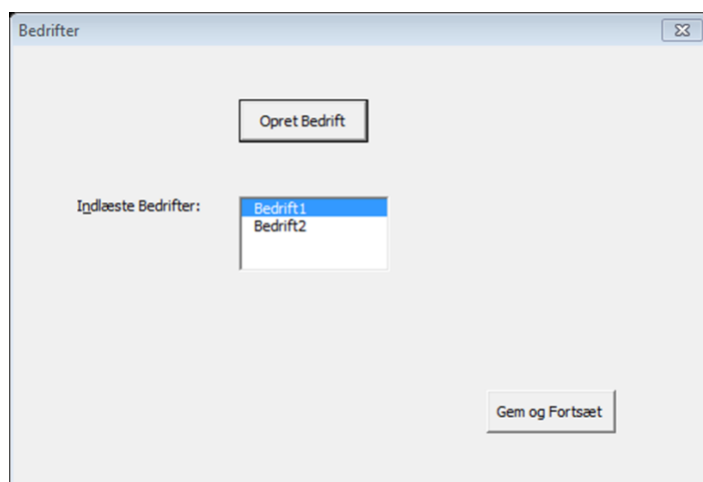 Bedrifter
Opret Bedrift
Indlæste Bedrifter:
Bedrift1
Bedrift2
Gem og Fortsæt